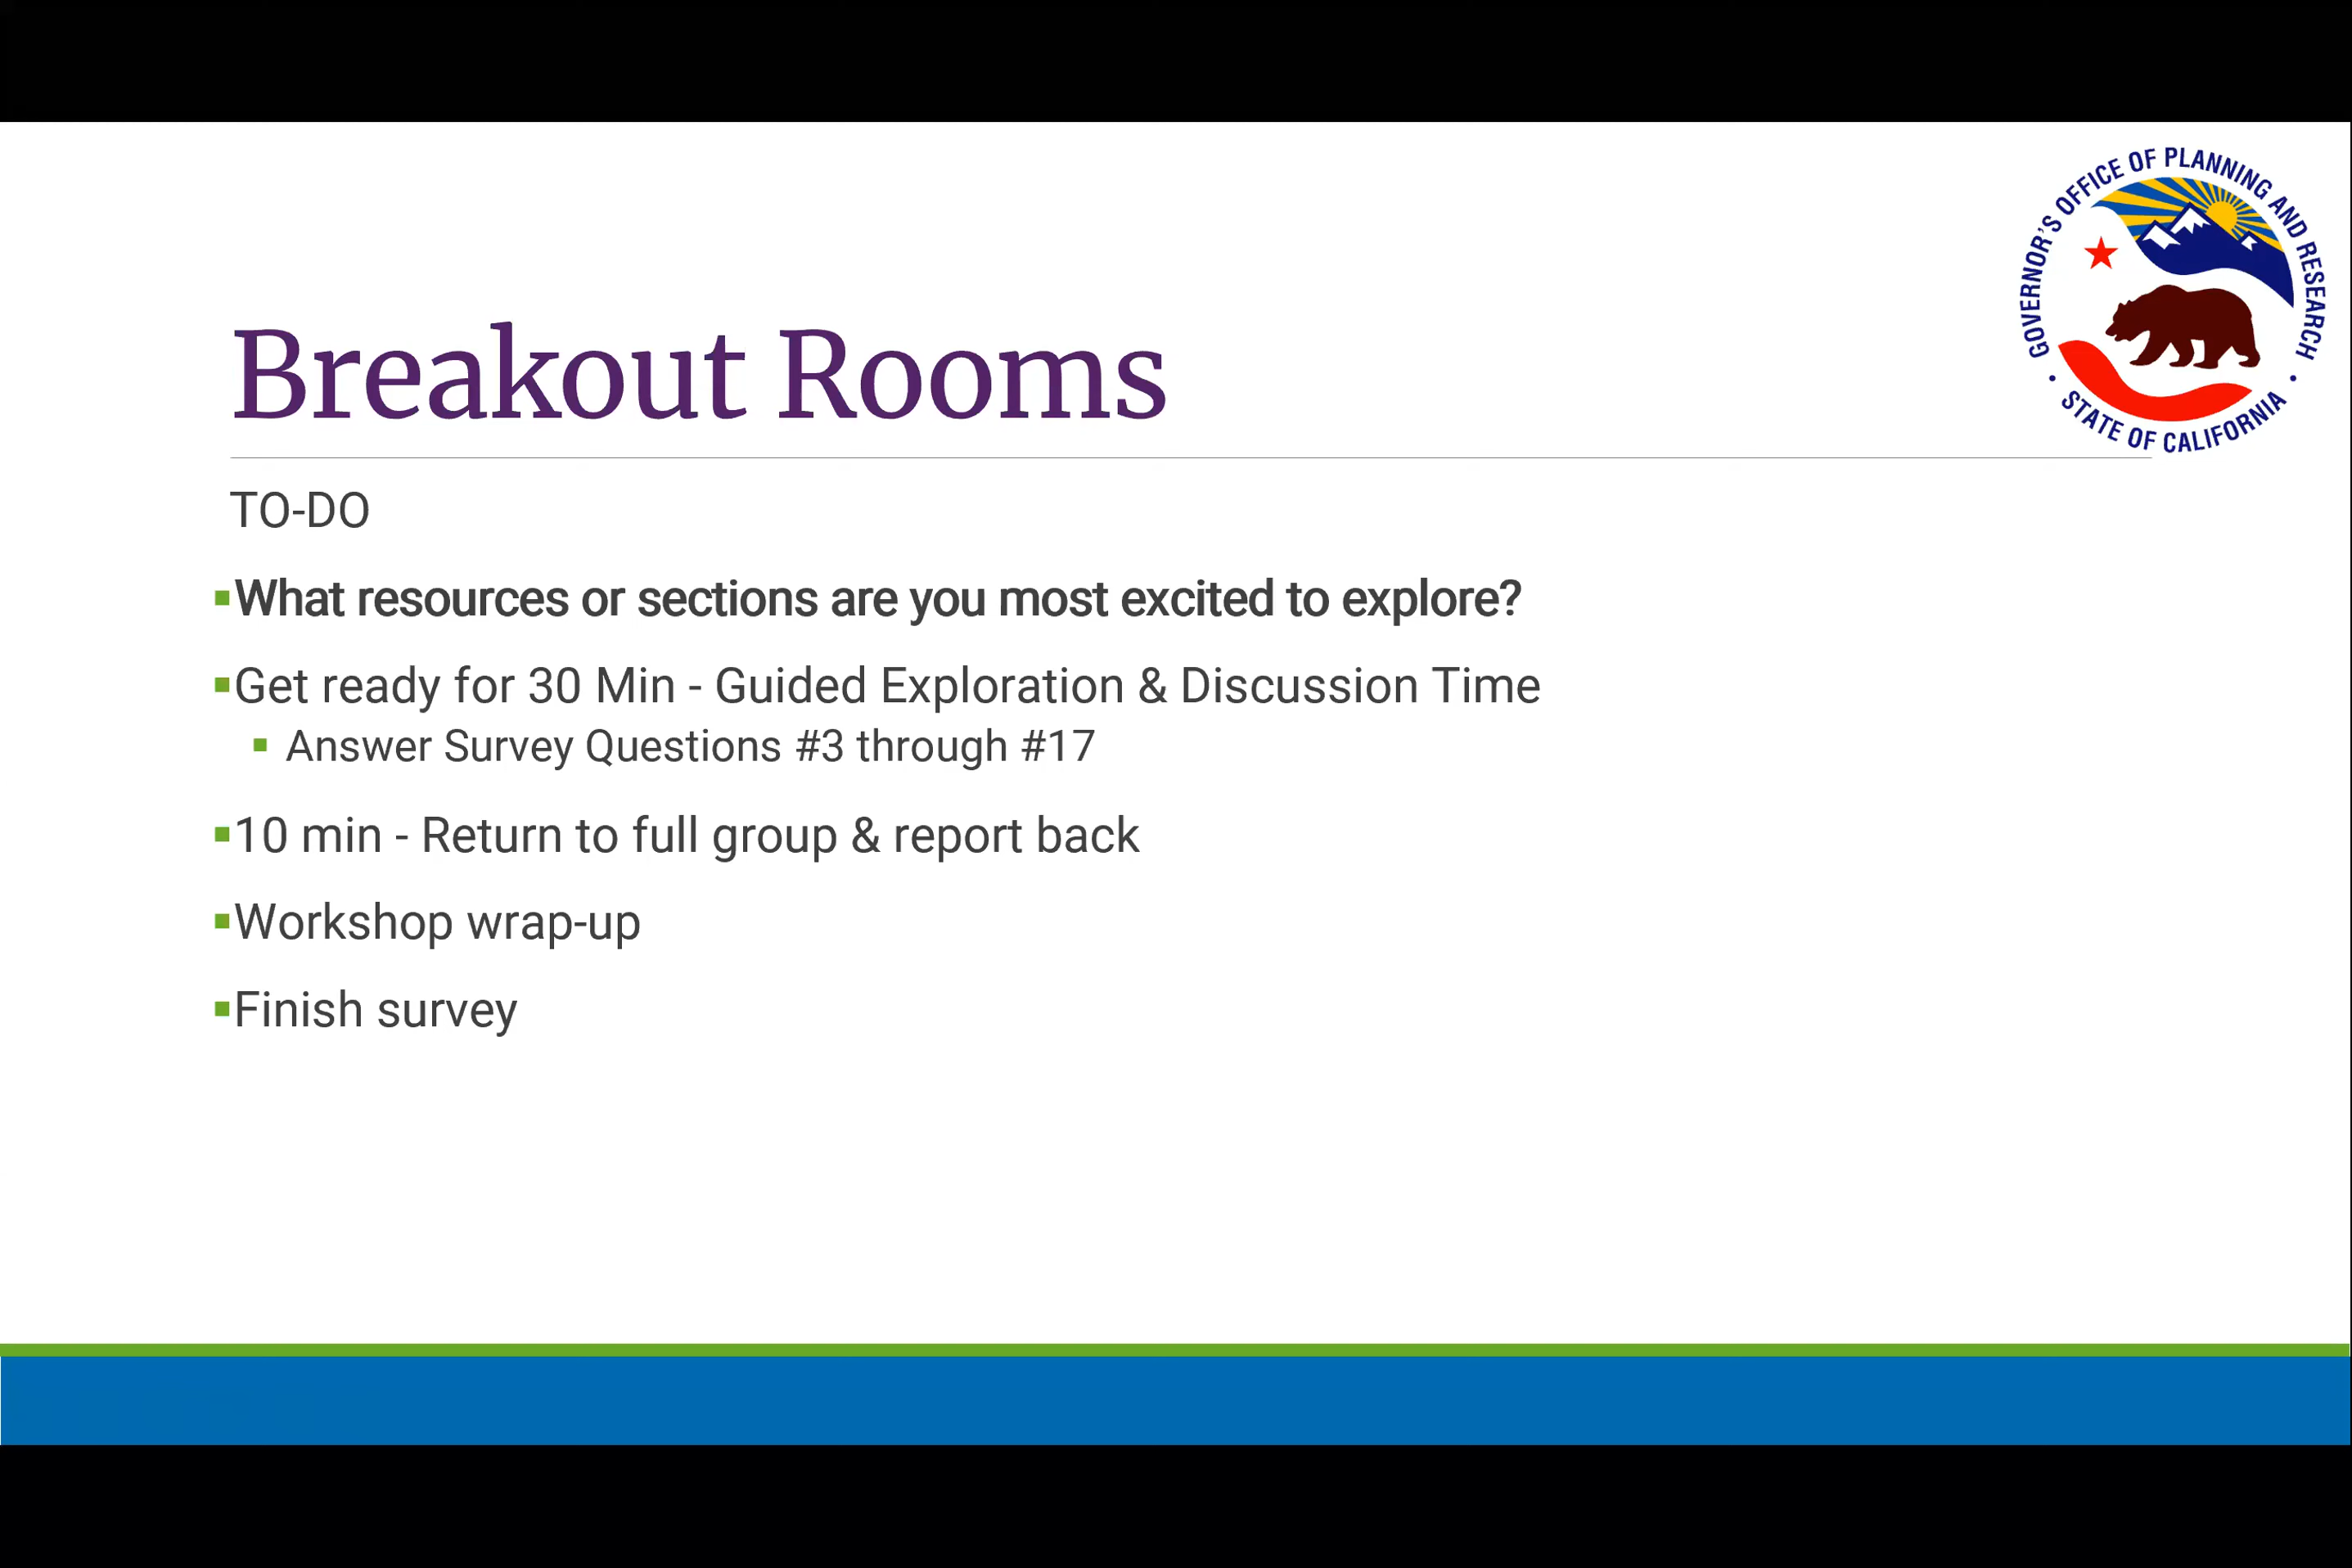 GOVERNOR'S OFFICE OF PLANNING AND RESEARCH
• STATE OF CALIFORNIA •
Breakout Rooms
TO-DO
▪What resources or sections are you most excited to explore?
▪Get ready for 30 Min - Guided Exploration & Discussion Time
▪ Answer Survey Questions #3 through #17
▪10 min - Return to full group & report back
▪Workshop wrap-up
▪Finish survey